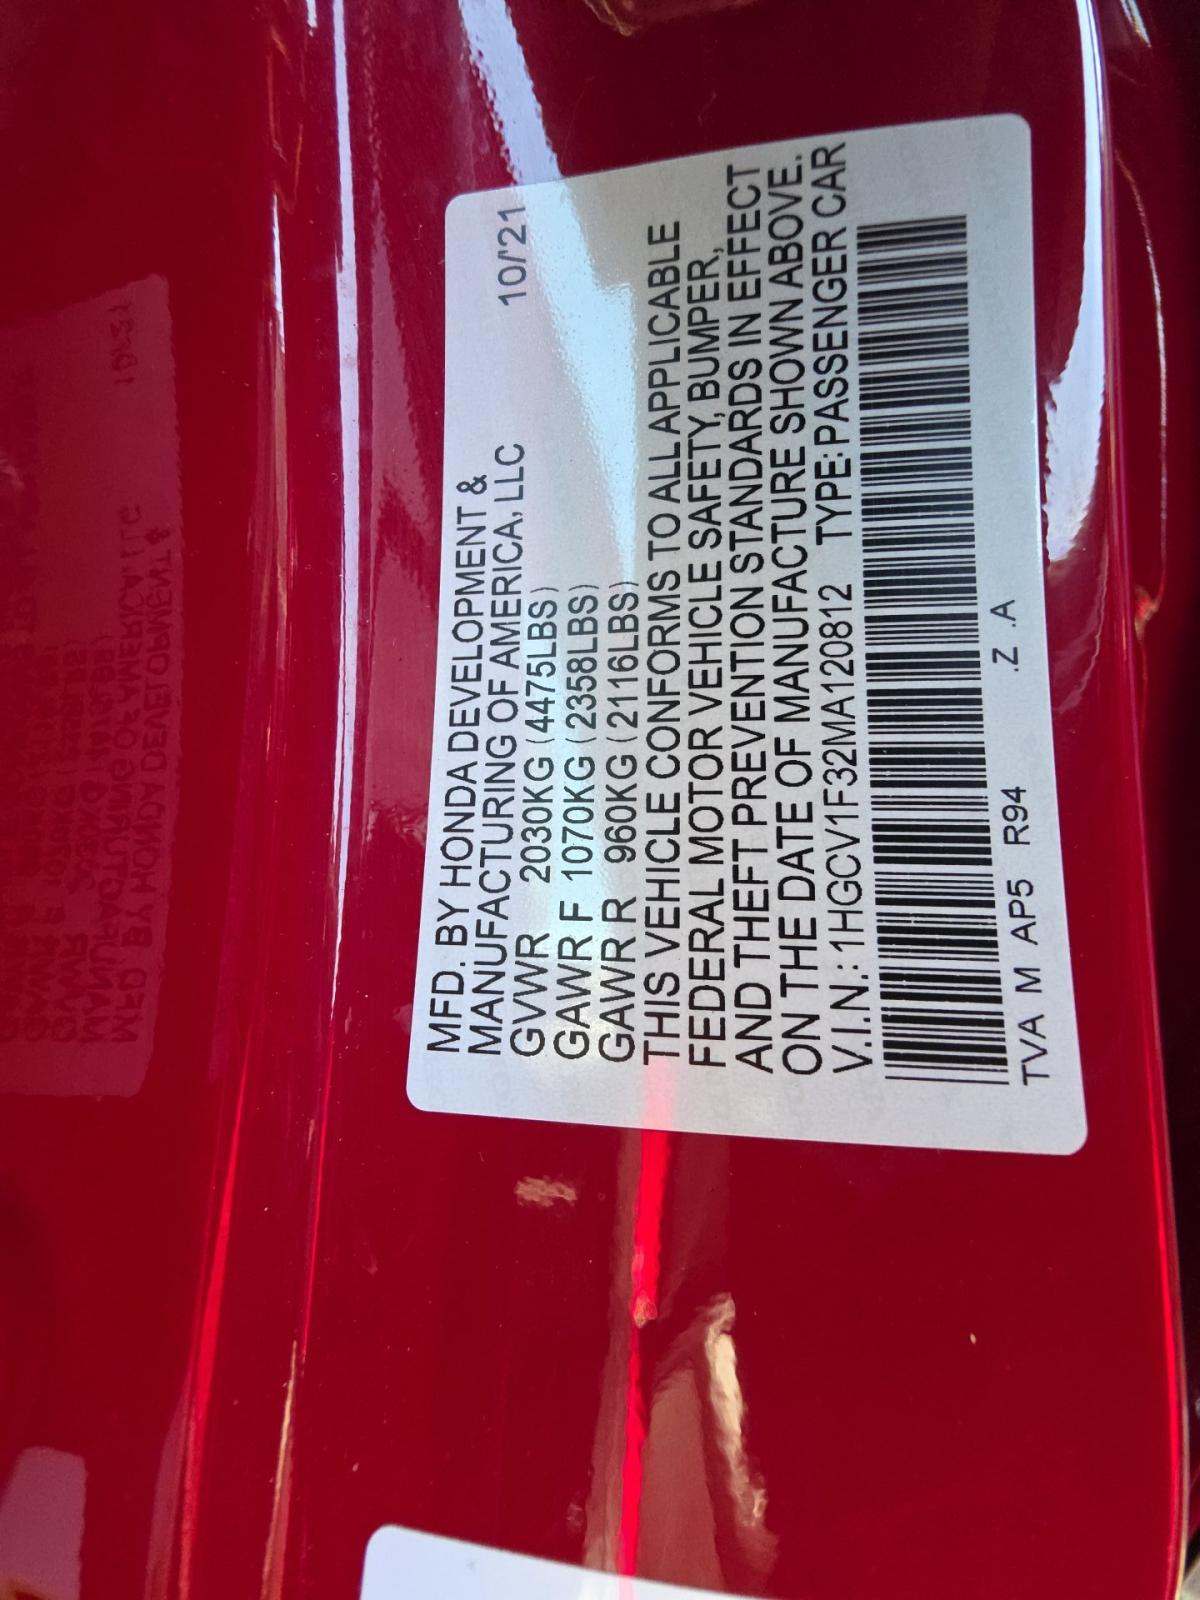 MFD. BY HONDA DEVELOPMENT &
MANUFACTURING OF AMERICA, LLC 10/'21
GVWR 2030KG (4475LBS)
GAWR F 1070KG (2358LBS)
GAWR R 960KG (2116LBS)
THIS VEHICLE CONFORMS TO ALL APPLICABLE
FEDERAL MOTOR VEHICLE SAFETY, BUMPER,
AND THEFT PREVENTION STANDARDS IN EFFECT
ON THE DATE OF MANUFACTURE SHOWN ABOVE.
V.I.N.: 1HGCV1F32MA120812 TYPE: PASSENGER CAR
TVA M AP5 R94 .Z .A